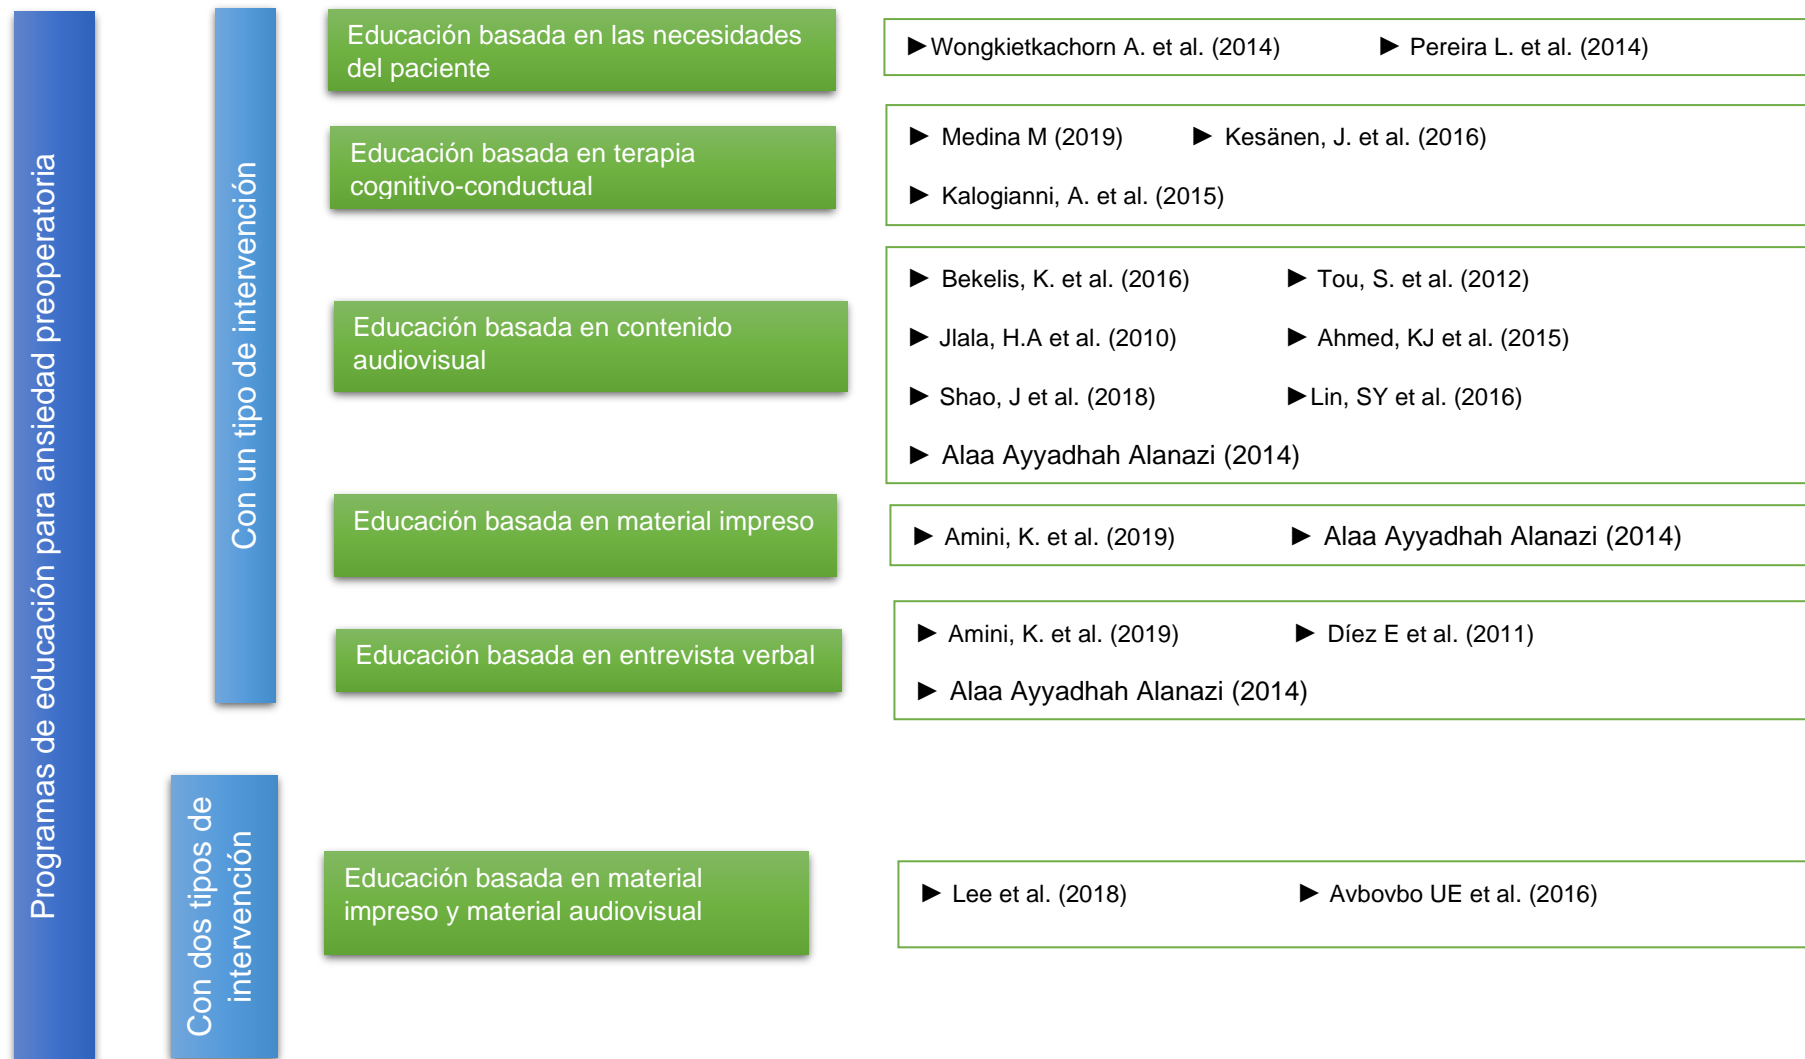 Programas de educación para ansiedad preoperatoria
Con un tipo de intervención
Educación basada en las necesidades
del paciente
►Wongkietkachorn A. et al. (2014) ► Pereira L. et al. (2014)
Educación basada en terapia
cognitivo-conductual
► Medina M (2019) ► Kesänen, J. et al. (2016)
► Kalogianni, A. et al. (2015)
Educación basada en contenido
audiovisual
► Bekelis, K. et al. (2016) ► Tou, S. et al. (2012)
► Jlala, H.A et al. (2010) ► Ahmed, KJ et al. (2015)
► Shao, J et al. (2018) ►Lin, SY et al. (2016)
► Alaa Ayyadhah Alanazi (2014)
Educación basada en material impreso
► Amini, K. et al. (2019) ► Alaa Ayyadhah Alanazi (2014)
Educación basada en entrevista verbal
► Amini, K. et al. (2019) ► Díez E et al. (2011)
► Alaa Ayyadhah Alanazi (2014)
Con dos tipos de
intervención
Educación basada en material
impreso y material audiovisual
► Lee et al. (2018) ► Avbovbo UE et al. (2016)